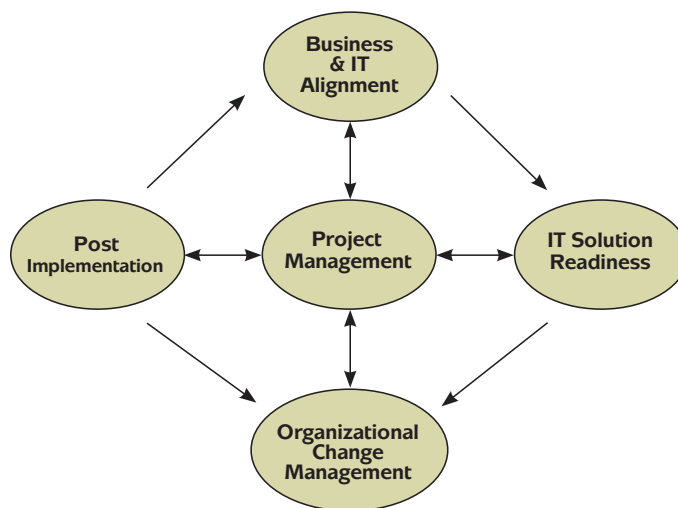 Business
& IT
Alignment
Post
Implementation
Project
Management
IT Solution
Readiness
Organizational
Change
Management